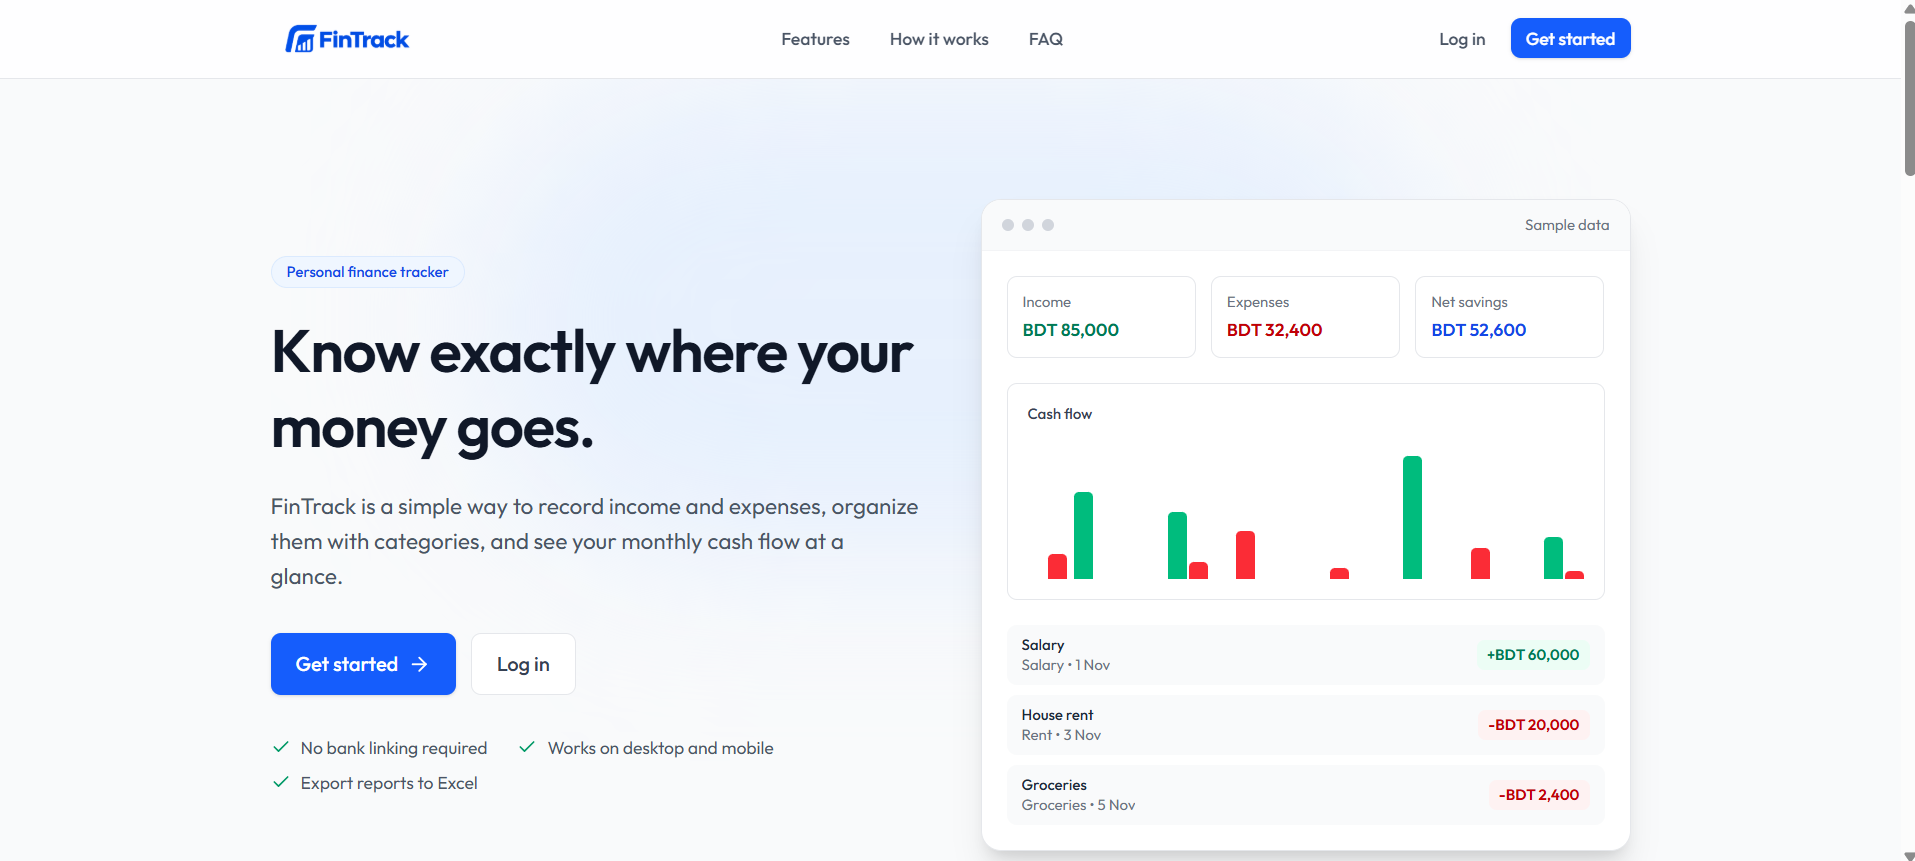 FinTrack
Features
How it works
FAQ
Log in
Get started
Personal finance tracker
Know exactly where your
money goes.
FinTrack is a simple way to record income and expenses, organize
them with categories, and see your monthly cash flow at a
glance.
Get started →
Log in
No bank linking required
Works on desktop and mobile
Export reports to Excel
Sample data
Income
BDT 85,000
Expenses
BDT 32,400
Net savings
BDT 52,600
Cash flow
Salary
Salary • 1 Nov
+BDT 60,000
House rent
Rent • 3 Nov
-BDT 20,000
Groceries
Groceries • 5 Nov
-BDT 2,400